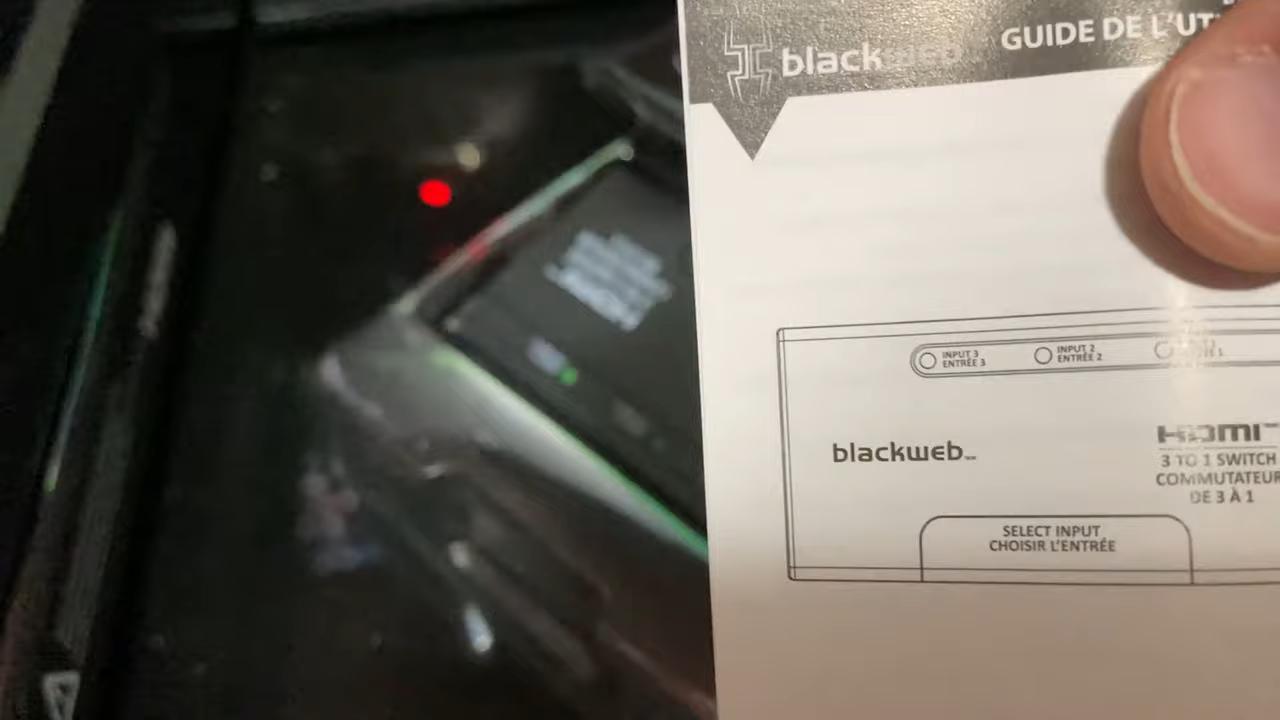 blackweb
GUIDE DE L'UT
INPUT 3
ENTRÉE 3
INPUT 2
ENTRÉE 2
blackweb
HDMI
3 TO 1 SWITCH
COMMUTATEUR
DE 3 À 1
SELECT INPUT
CHOISIR L'ENTRÉE